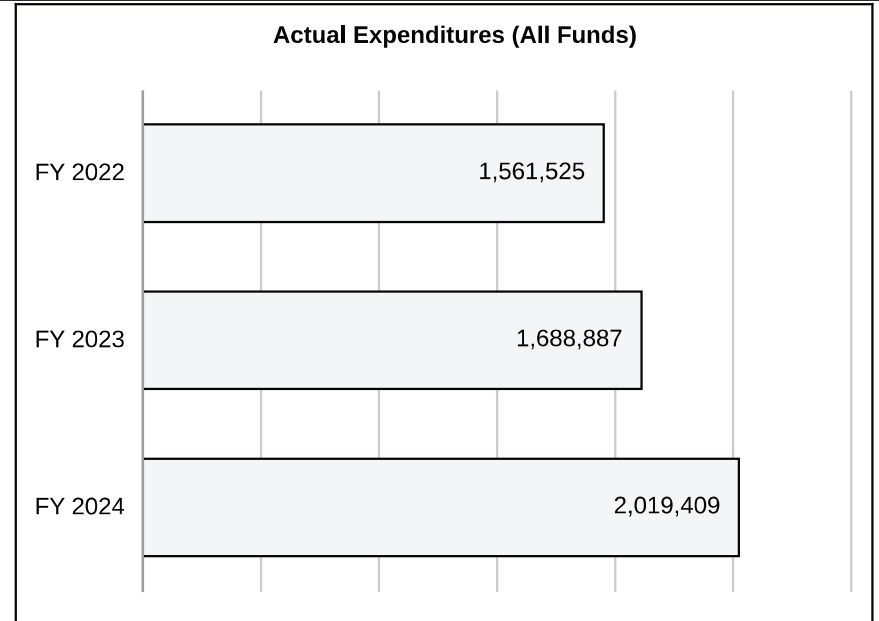 Actual Expenditures (All Funds)
FY 2022
1,561,525
FY 2023
1,688,887
FY 2024
2,019,409